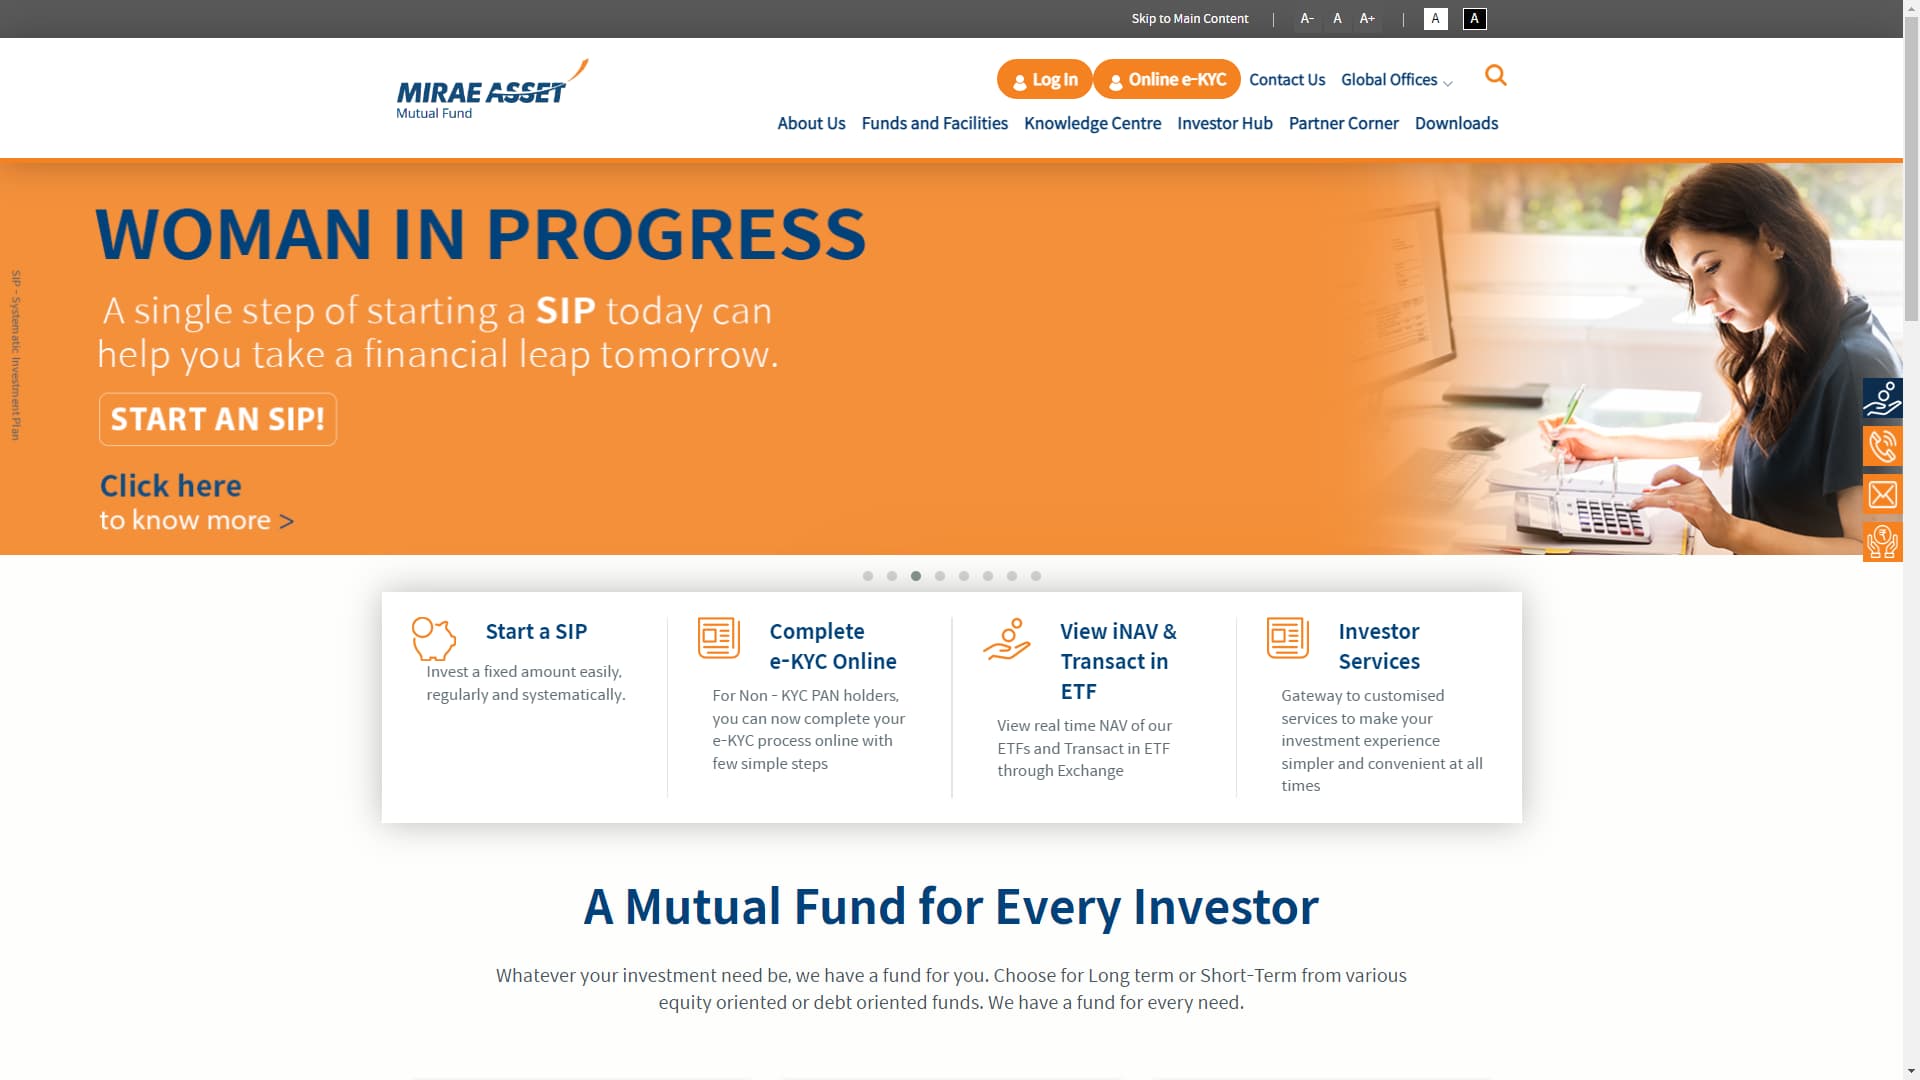 Skip to Main Content | A- A A+ | A A
MIRAE ASSET
Mutual Fund
Log In Online e-KYC Contact Us Global Offices
About Us Funds and Facilities Knowledge Centre Investor Hub Partner Corner Downloads
WOMAN IN PROGRESS
A single step of starting a SIP today can
help you take a financial leap tomorrow.
START AN SIP!
Click here
to know more >
SIP - Systematic Investment Plan
Start a SIP
Invest a fixed amount easily,
regularly and systematically.
Complete
e-KYC Online
For Non - KYC PAN holders,
you can now complete your
e-KYC process online with
few simple steps
View iNAV &
Transact in
ETF
View real time NAV of our
ETFs and Transact in ETF
through Exchange
Investor
Services
Gateway to customised
services to make your
investment experience
simpler and convenient at all
times
A Mutual Fund for Every Investor
Whatever your investment need be, we have a fund for you. Choose for Long term or Short-Term from various
equity oriented or debt oriented funds. We have a fund for every need.